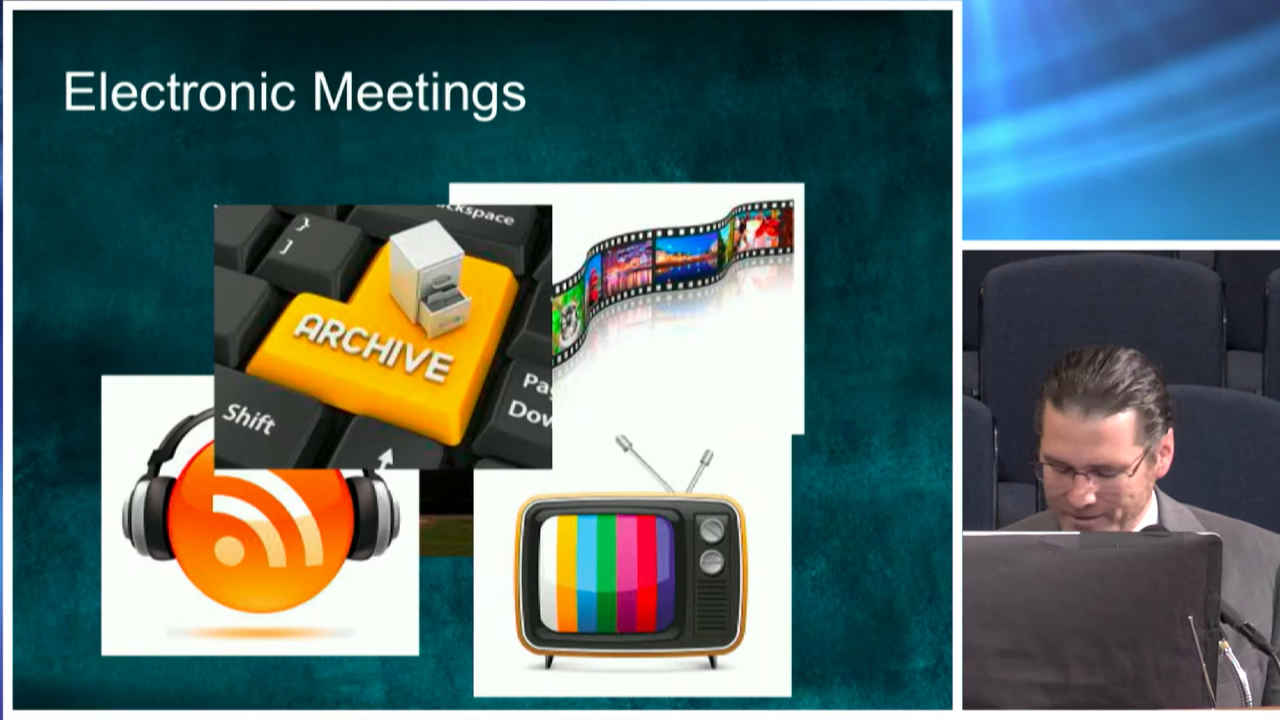 Electronic Meetings
ckspace
}
]
ARCHIVE
Shift
Pa
Dov